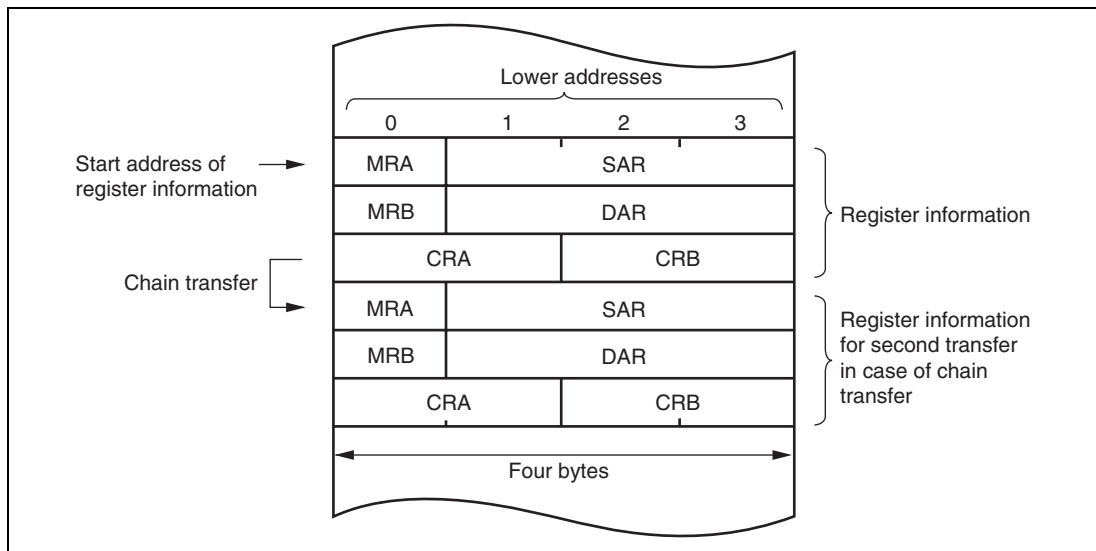 Lower addresses
0 1 2 3
Start address of
register information
MRA SAR
MRB DAR
CRA CRB
Register information
Chain transfer
MRA SAR
MRB DAR
CRA CRB
Register information
for second transfer
in case of chain
transfer
Four bytes